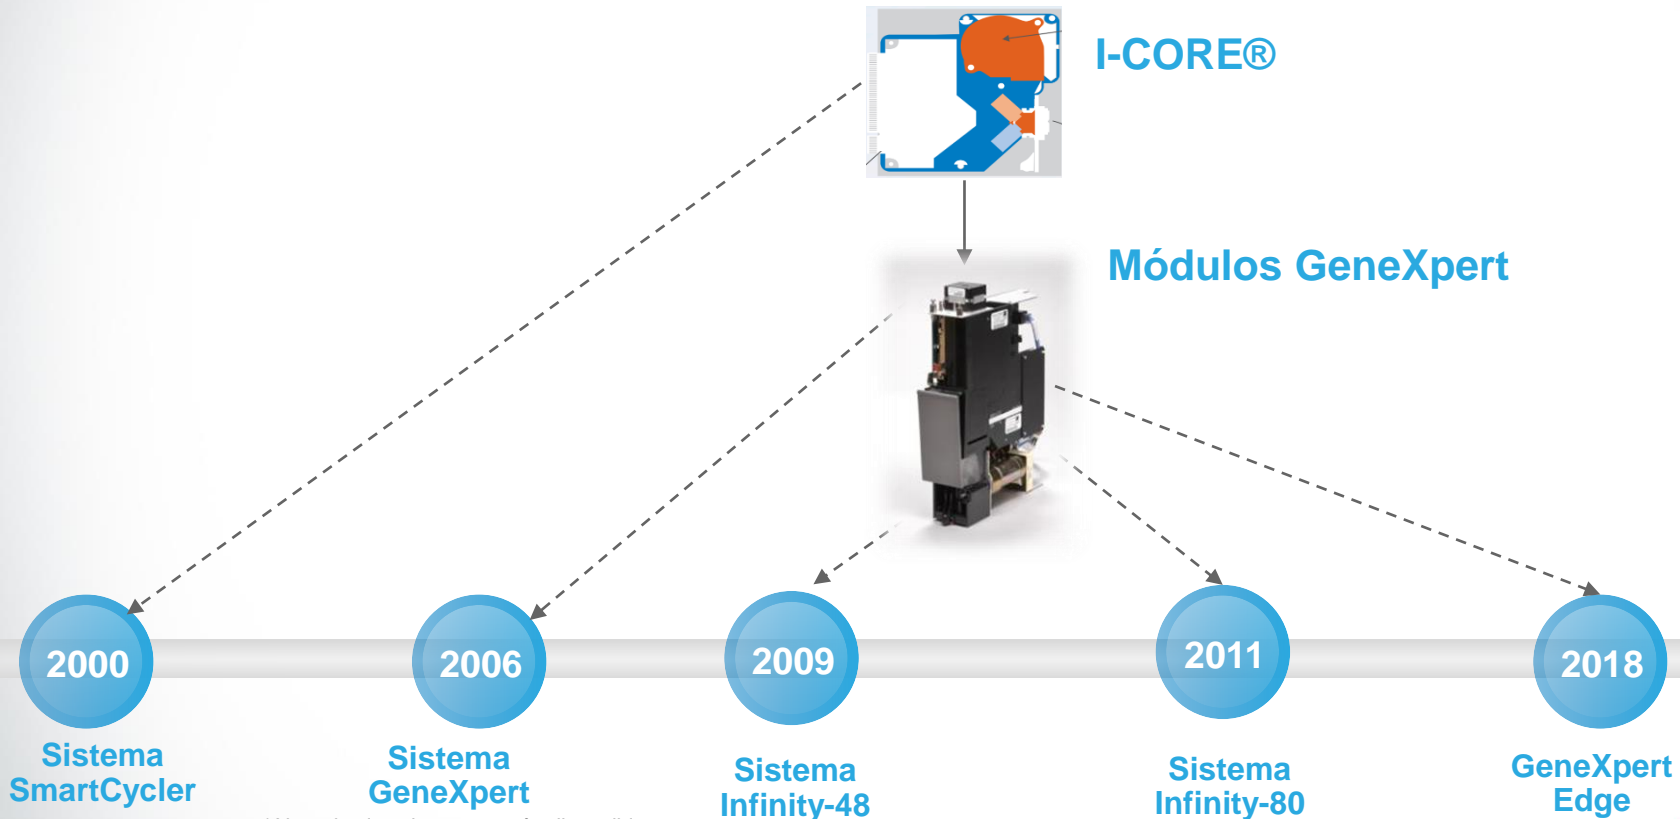 I-CORE®
Módulos GeneXpert
2000
2006
2009
2011
2018
Sistema
SmartCycler
Sistema
GeneXpert
Sistema
Infinity-48
Sistema
Infinity-80
GeneXpert
Edge